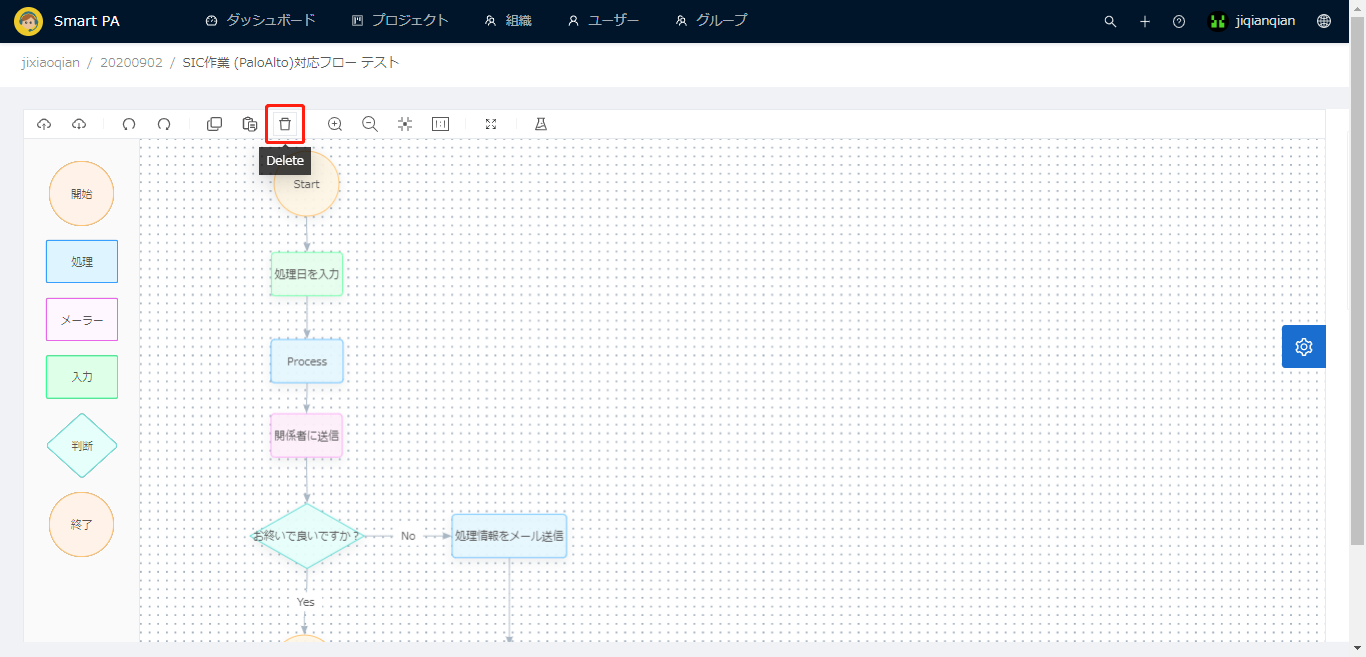 Smart PA ダッシュボード プロジェクト 組織 ユーザー グループ jiqianqian
jixiaoqian / 20200902 / SIC作業 (PaloAlto)対応フロー テスト
Delete
開始
処理
メーラー
入力
判断
終了
Start
処理日を入力
Process
関係者に送信
お終いで良いですか？ No 処理情報をメール送信
Yes